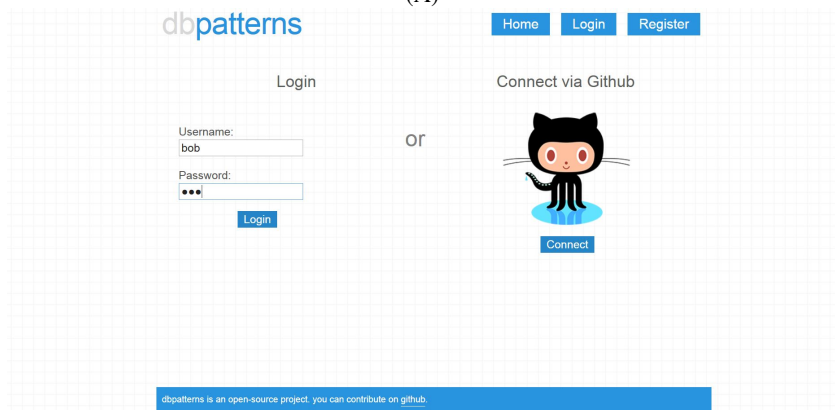 (A)
dbpatterns
Home Login Register
Login
Connect via Github
Username:
bob
or
Password:
•••
Login
Connect
dbpatterns is an open-source project. you can contribute on github.